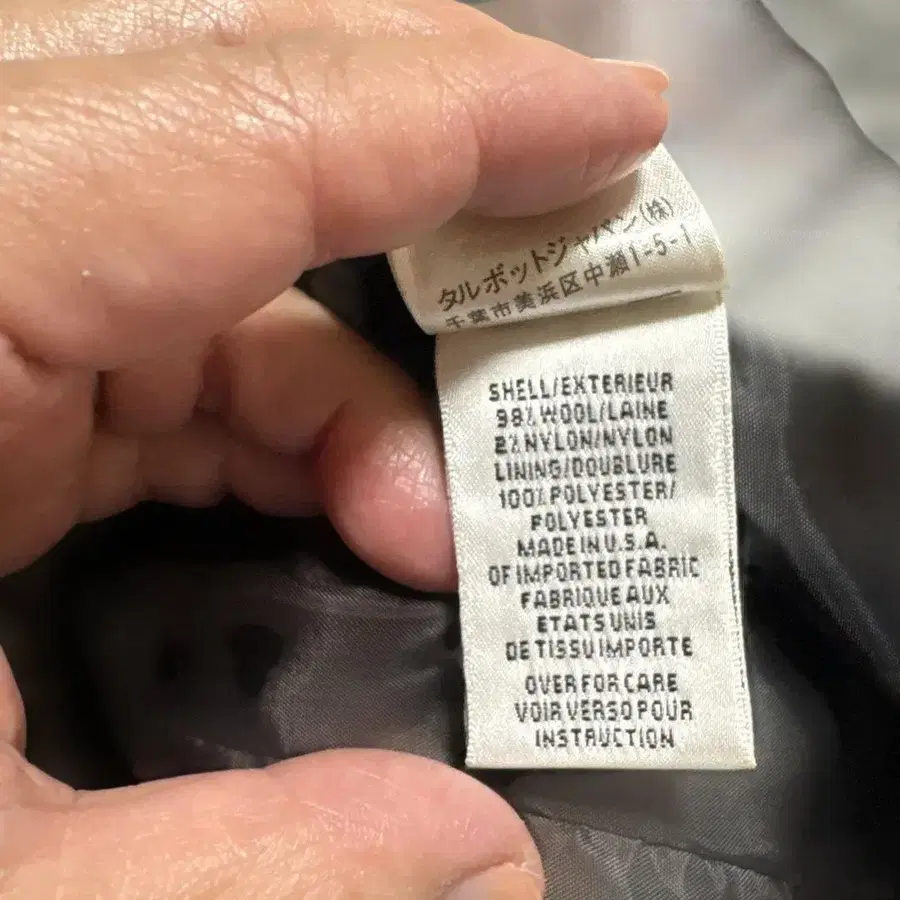 タルボットジャパン(株)
千葉市美浜区中瀬1-5-1
SHELL/EXTERIEUR
98% WOOL/LAINE
2% NYLON/NYLON
LINING/DOUBLURE
100% POLYESTER/
POLYESTER
MADE IN U.S.A.
OF IMPORTED FABRIC
FABRIQUE AUX
ETATS UNIS
DE TISSU IMPORTE
OVER FOR CARE
VOIR VERSO POUR
INSTRUCTION